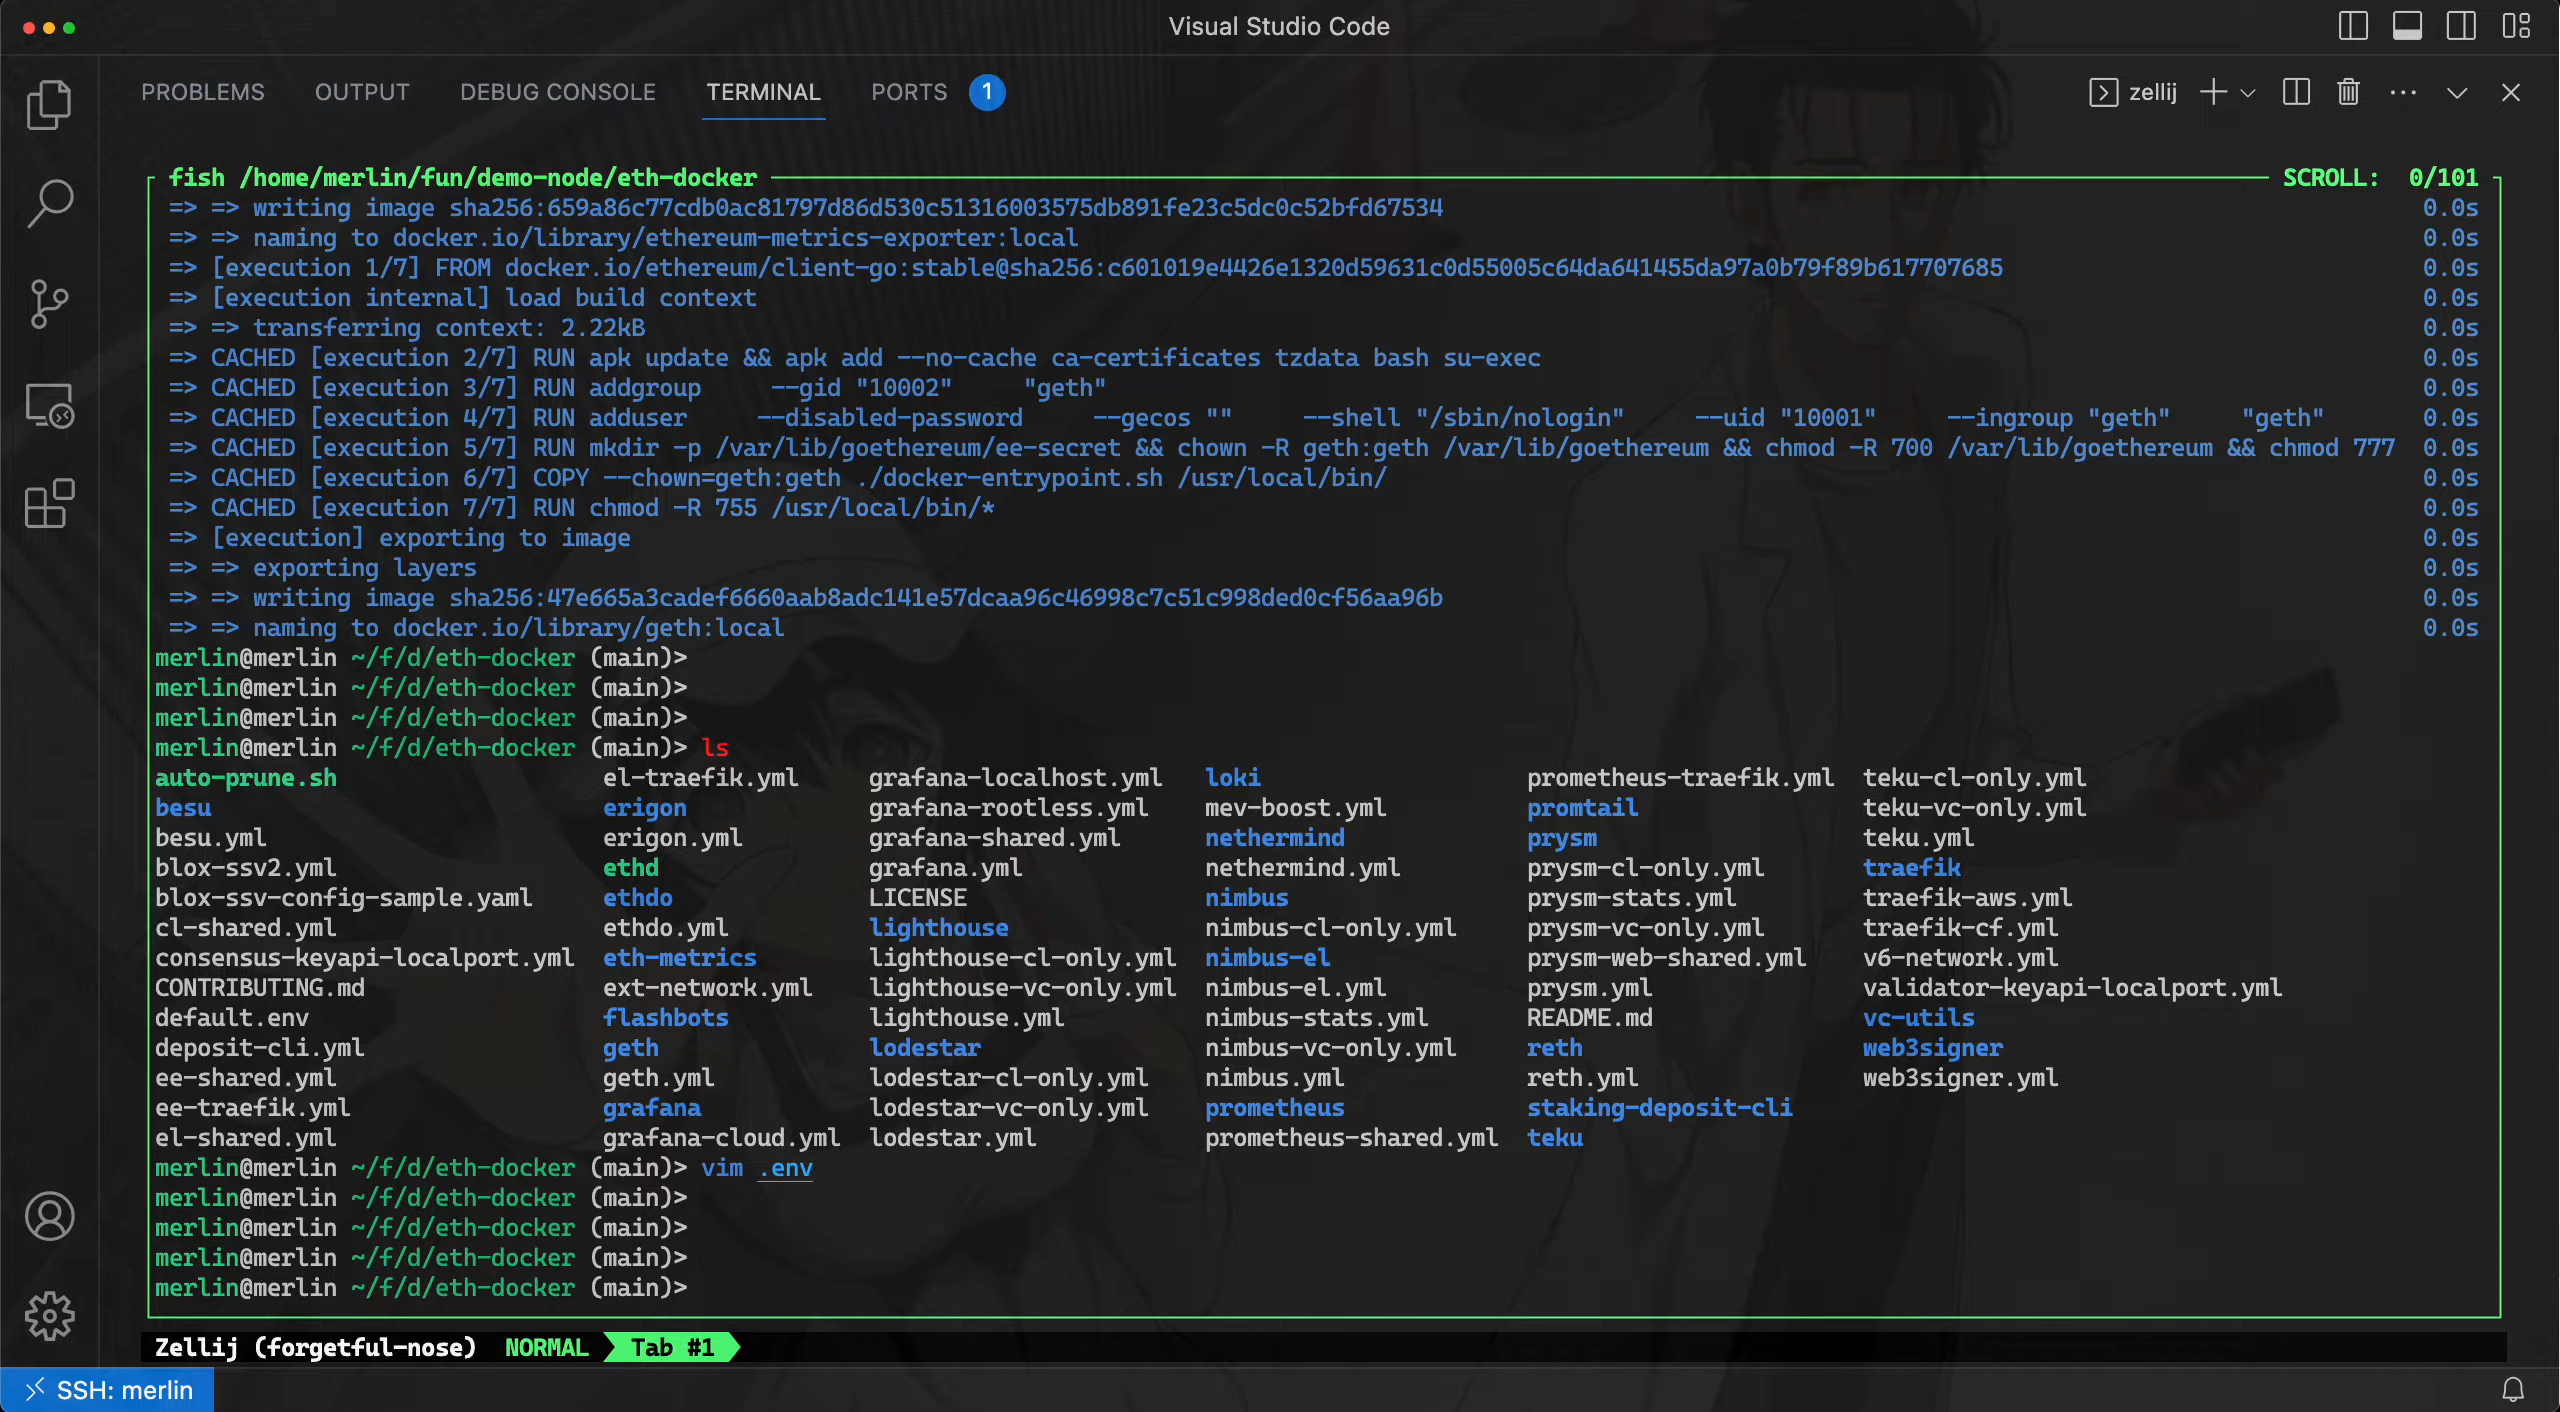 Visual Studio Code
PROBLEMS OUTPUT DEBUG CONSOLE TERMINAL PORTS 1 zellij
fish /home/merlin/fun/demo-node/eth-docker SCROLL: 0/101
=> => writing image sha256:659a86c77cdb0ac81797d86d530c51316003575db891fe23c5dc0c52bfd67534 0.0s
=> => naming to docker.io/library/ethereum-metrics-exporter:local 0.0s
=> [execution 1/7] FROM docker.io/ethereum/client-go:stable@sha256:c601019e4426e1320d59631c0d55005c64da641455da97a0b79f89b617707685 0.0s
=> [execution internal] load build context 0.0s
=> => transferring context: 2.22kB 0.0s
=> CACHED [execution 2/7] RUN apk update && apk add --no-cache ca-certificates tzdata bash su-exec 0.0s
=> CACHED [execution 3/7] RUN addgroup --gid "10002" "geth" 0.0s
=> CACHED [execution 4/7] RUN adduser --disabled-password --gecos "" --shell "/sbin/nologin" --uid "10001" --ingroup "geth" "geth" 0.0s
=> CACHED [execution 5/7] RUN mkdir -p /var/lib/goethereum/ee-secret && chown -R geth:geth /var/lib/goethereum && chmod -R 700 /var/lib/goethereum && chmod 777 0.0s
=> CACHED [execution 6/7] COPY --chown=geth:geth ./docker-entrypoint.sh /usr/local/bin/ 0.0s
=> CACHED [execution 7/7] RUN chmod -R 755 /usr/local/bin/* 0.0s
=> [execution] exporting to image 0.0s
=> => exporting layers 0.0s
=> => writing image sha256:47e665a3cadef6660aab8adc141e57dcaa96c46998c7c51c998ded0cf56aa96b 0.0s
=> => naming to docker.io/library/geth:local 0.0s
merlin@merlin ~/f/d/eth-docker (main)>
merlin@merlin ~/f/d/eth-docker (main)>
merlin@merlin ~/f/d/eth-docker (main)>
merlin@merlin ~/f/d/eth-docker (main)> ls
auto-prune.sh el-traefik.yml grafana-localhost.yml loki prometheus-traefik.yml teku-cl-only.yml
besu erigon grafana-rootless.yml mev-boost.yml promtail teku-vc-only.yml
besu.yml erigon.yml grafana-shared.yml nethermind prysm teku.yml
blox-ssv2.yml ethd grafana.yml nethermind.yml prysm-cl-only.yml traefik
blox-ssv-config-sample.yaml ethdo LICENSE nimbus prysm-stats.yml traefik-aws.yml
cl-shared.yml ethdo.yml lighthouse nimbus-cl-only.yml prysm-vc-only.yml traefik-cf.yml
consensus-keyapi-localport.yml eth-metrics lighthouse-cl-only.yml nimbus-el prysm-web-shared.yml v6-network.yml
CONTRIBUTING.md ext-network.yml lighthouse-vc-only.yml nimbus-el.yml prysm.yml validator-keyapi-localport.yml
default.env flashbots lighthouse.yml nimbus-stats.yml README.md vc-utils
deposit-cli.yml geth lodestar nimbus-vc-only.yml reth web3signer
ee-shared.yml geth.yml lodestar-cl-only.yml nimbus.yml reth.yml web3signer.yml
ee-traefik.yml grafana lodestar-vc-only.yml prometheus staking-deposit-cli
el-shared.yml grafana-cloud.yml lodestar.yml prometheus-shared.yml teku
merlin@merlin ~/f/d/eth-docker (main)> vim .env
merlin@merlin ~/f/d/eth-docker (main)>
merlin@merlin ~/f/d/eth-docker (main)>
merlin@merlin ~/f/d/eth-docker (main)>
merlin@merlin ~/f/d/eth-docker (main)>
Zellij (forgetful-nose) NORMAL Tab #1
SSH: merlin